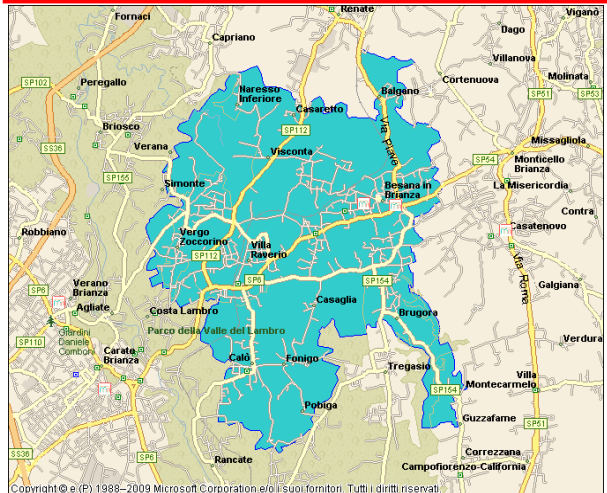 Fornaci
Renate
Viganò
Capriano
Dago
Villanova
SP102
Peregallo
Naresso
Inferiore
Balgano
Cortenuova
Molinata
SP51
SP53
Casaretto
Briosco
SP112
Via Piave
SS36
Verana
Visconta
Missagliola
SP54
Monticello
Brianza
SP155
Simonte
Besana in
Brianza
La Misericordia
Contra
Casatenovo
Robbiano
Vergo
Zoccorino
Villa
Raverio
SP112
SP6
SP154
Via Roma
Galgiana
SP6
Verano
Brianza
Agliate
Costa Lambro
Casaglia
Brugora
Giardini
Daniele
Comboni
Parco della Valle del Lambro
SP110
Verdura
Carate
Brianza
Calò
Fonigo
Tregasio
Villa
Montecarmelo
SP154
Pobiga
Guzzafame
SP51
SS36
SP6
Rancate
Correzzana
Campofiorenzo-California
Copyright © e (P) 1988–2009 Microsoft Corporation e/o i suoi fornitori. Tutti i diritti riservati.